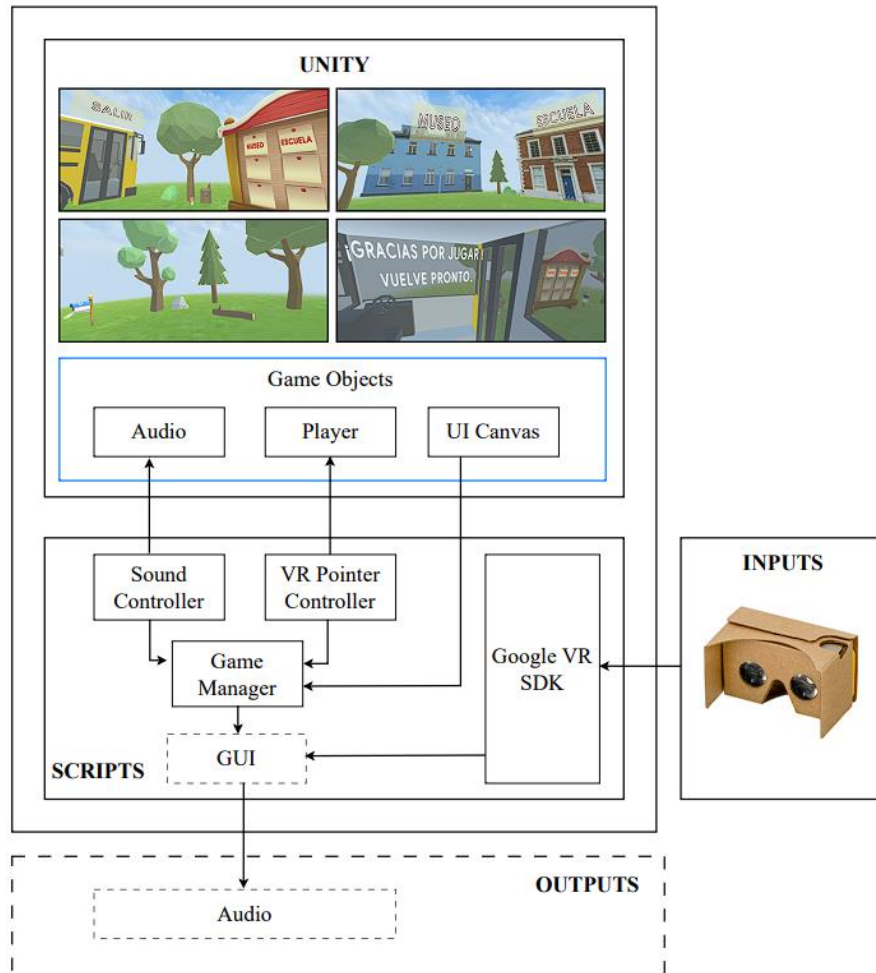 UNITY
SALIR
MUSEO
ESCUELA
MUSEO
ESCUELA
¡GRACIAS POR JUGAR!
VUELVE PRONTO.
Game Objects
Audio
Player
UI Canvas
Sound
Controller
VR Pointer
Controller
Game
Manager
GUI
Google VR
SDK
SCRIPTS
INPUTS
OUTPUTS
Audio